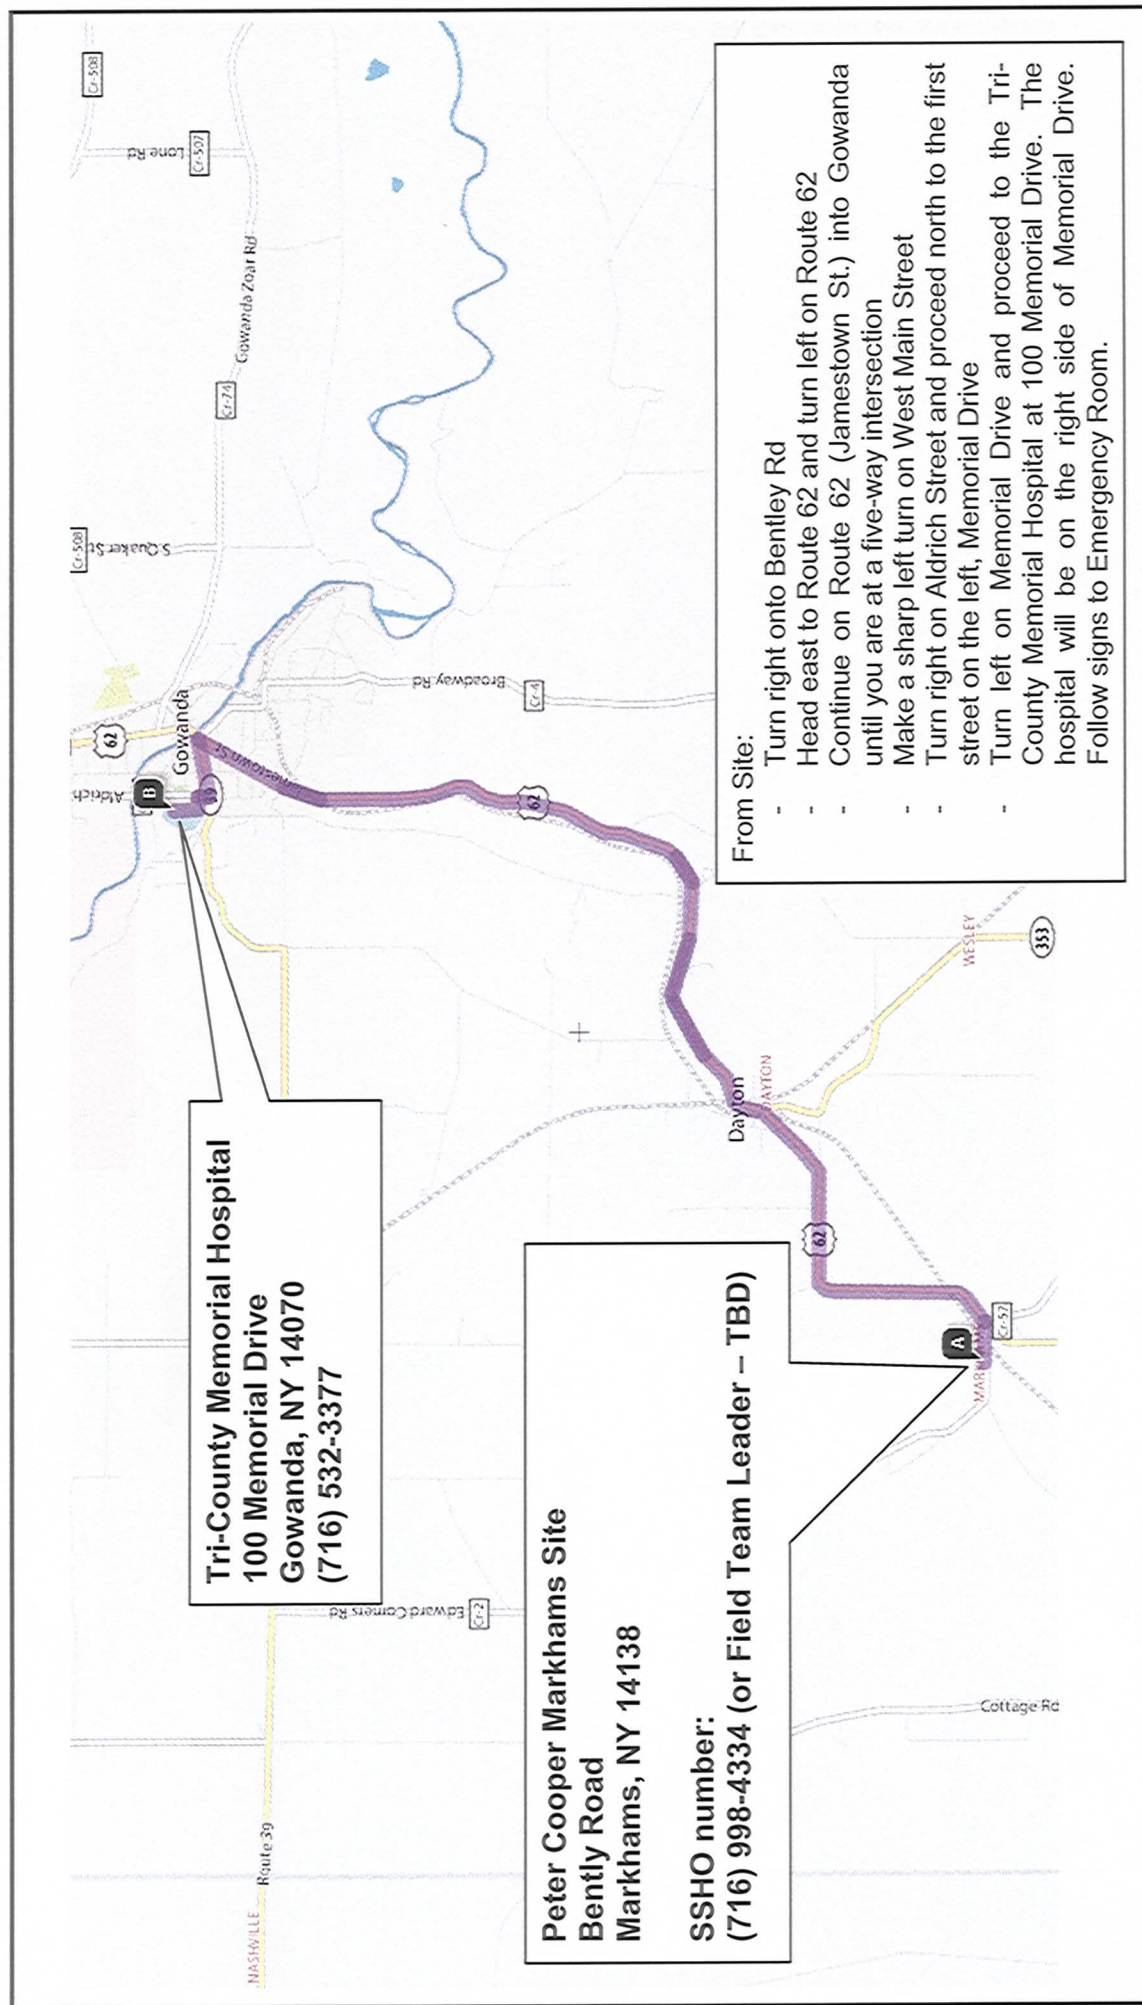 Tri-County Memorial Hospital
100 Memorial Drive
Gowanda, NY 14070
(716) 532-3377
Peter Cooper Markhams Site
Bently Road
Markhams, NY 14138
SSHO number:
(716) 998-4334 (or Field Team Leader – TBD)
From Site:
- Turn right onto Bentley Rd
- Head east to Route 62 and turn left on Route 62
- Continue on Route 62 (Jamestown St.) into Gowanda
until you are at a five-way intersection
- Make a sharp left turn on West Main Street
- Turn right on Aldrich Street and proceed north to the first
street on the left, Memorial Drive
- Turn left on Memorial Drive and proceed to the Tri-
County Memorial Hospital at 100 Memorial Drive. The
hospital will be on the right side of Memorial Drive.
Follow signs to Emergency Room.
NASHVILLE
Route 39
Edward Corners Rd
Cr-2
Cottage Rd
A
Cr-57
62
Dayton
DAYTON
WESLEY
353
62
Jamestown St
B
Aldrich
Gowanda
62
39
Broadway Rd
Cr-4
S Quaker St
Cr-508
Cr-74
Gowanda Zoar Rd
Lone Rd
Cr-507
Cr-508